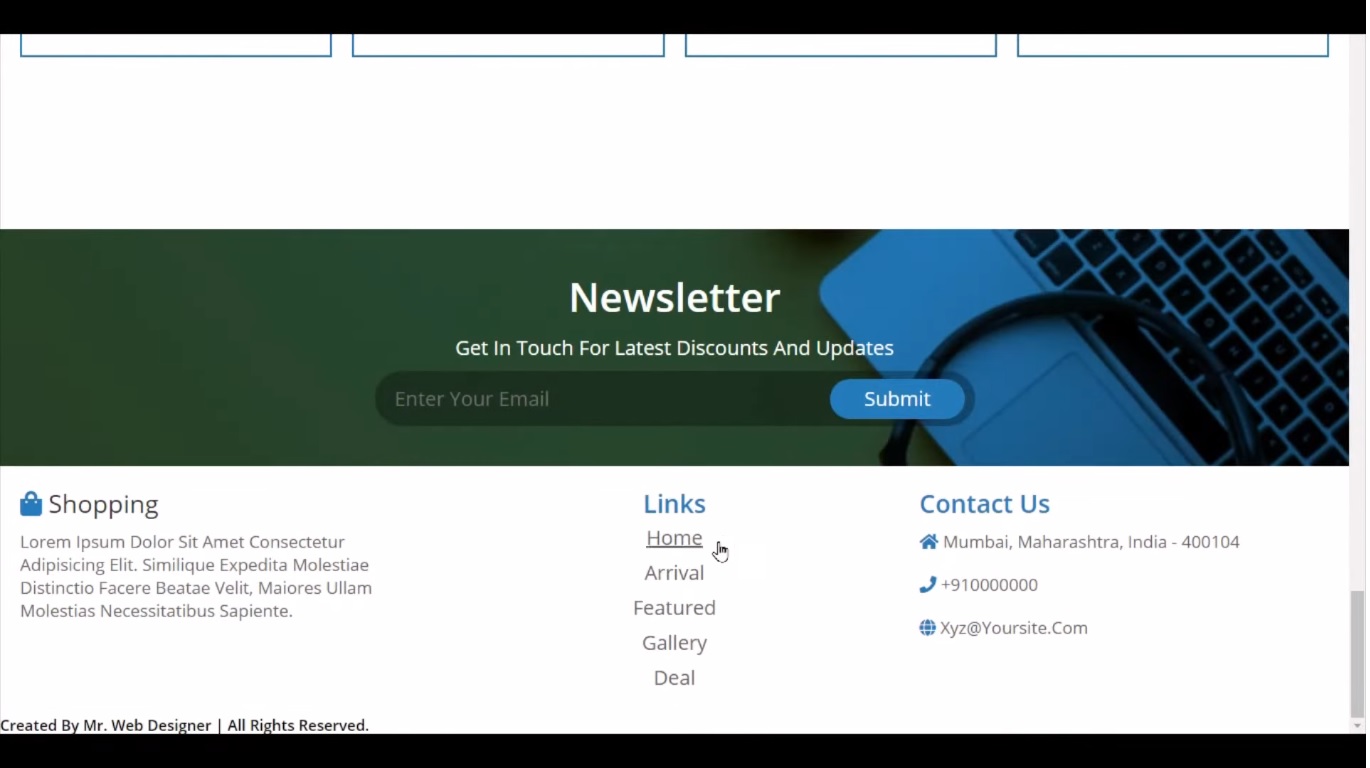 Newsletter
Get In Touch For Latest Discounts And Updates
Enter Your Email
Submit
Shopping
Lorem Ipsum Dolor Sit Amet Consectetur
Adipisicing Elit. Similique Expedita Molestiae
Distinctio Facere Beatae Velit, Maiores Ullam
Molestias Necessitatibus Sapiente.
Links
Home
Arrival
Featured
Gallery
Deal
Contact Us
Mumbai, Maharashtra, India - 400104
+910000000
Xyz@Yoursite.Com
Created By Mr. Web Designer | All Rights Reserved.